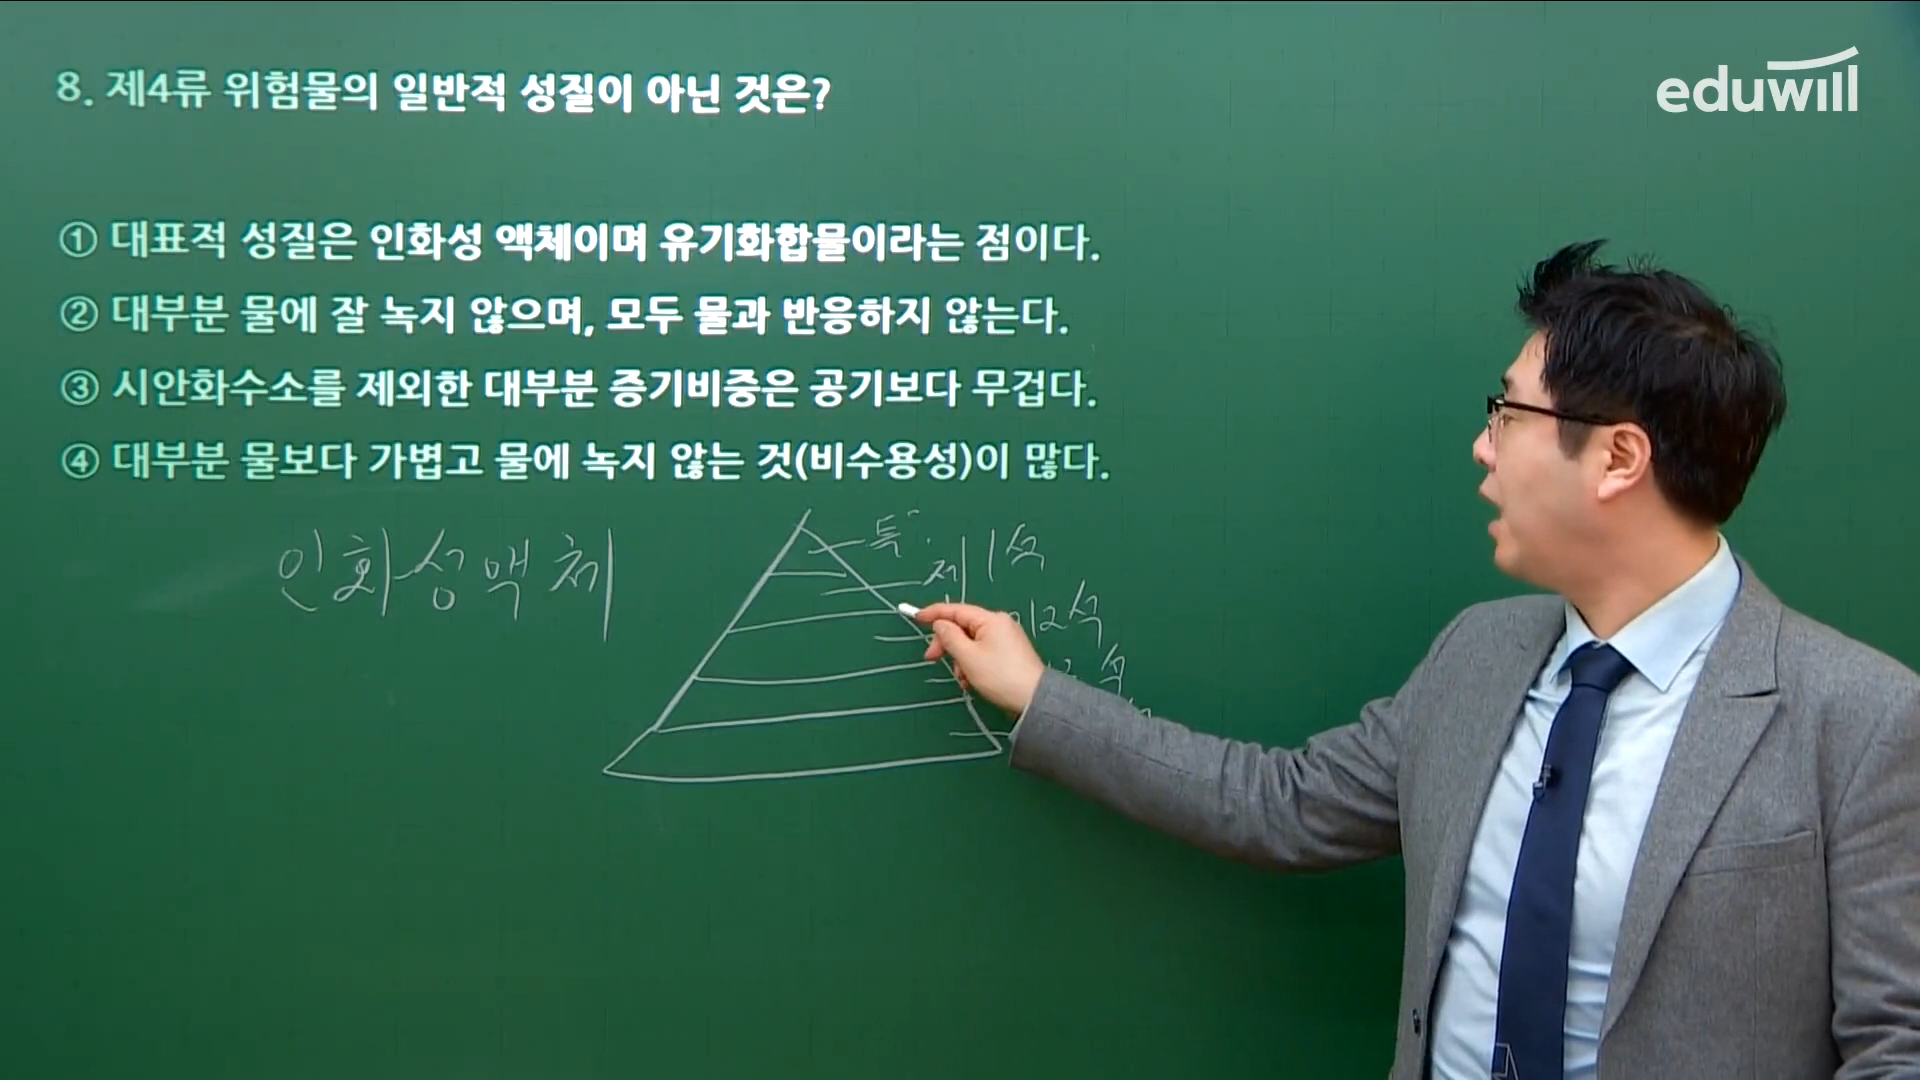 eduwill
8. 제4류 위험물의 일반적 성질이 아닌 것은?
① 대표적 성질은 인화성 액체이며 유기화합물이라는 점이다.
② 대부분 물에 잘 녹지 않으며, 모두 물과 반응하지 않는다.
③ 시안화수소를 제외한 대부분 증기비중은 공기보다 무겁다.
④ 대부분 물보다 가볍고 물에 녹지 않는 것(비수용성)이 많다.
인화성액체
특
제1석
2석
석